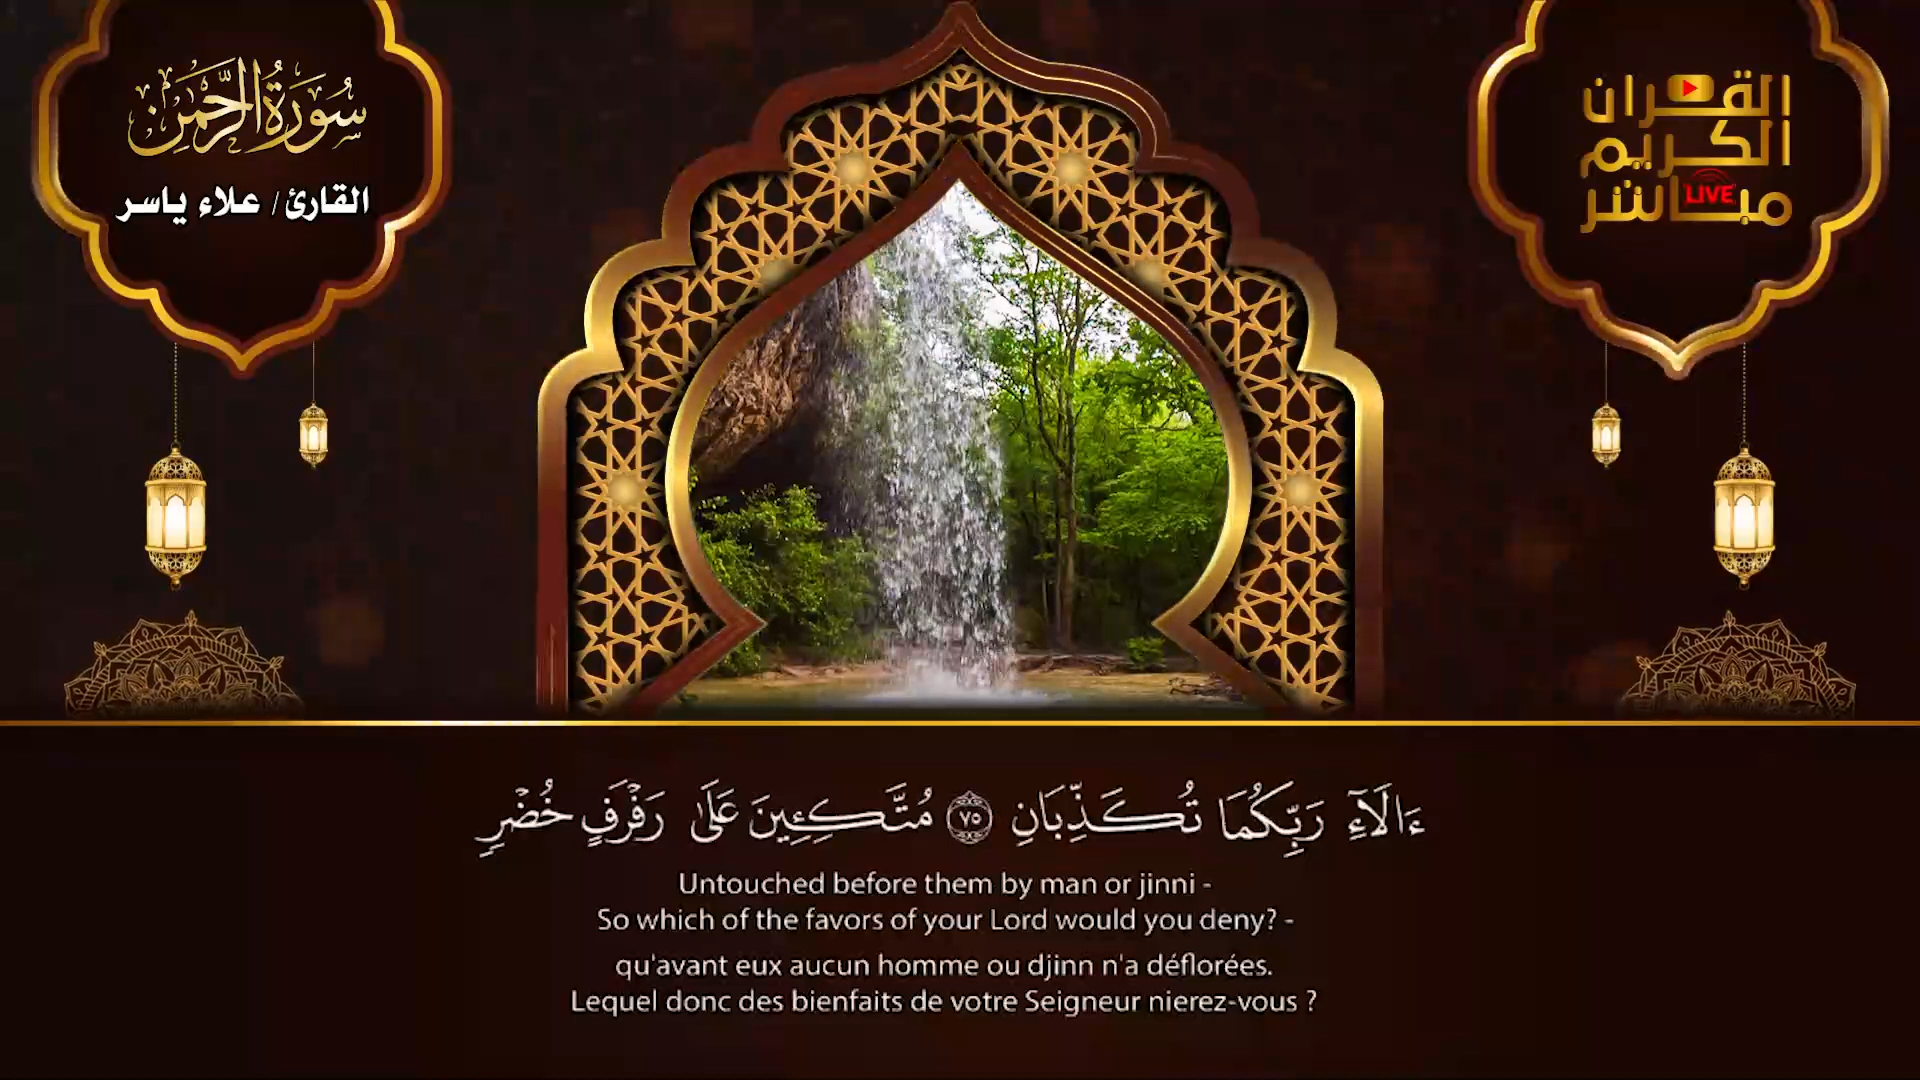 سُورَةُ الرَّحْمَٰن
القارئ / علاء ياسر
القران
الكريم
مباشر
LIVE
ءَالَآءِ رَبِّكُمَا تُكَذِّبَانِ ٧٥ مُتَّكِـِٔينَ عَلَىٰ رَفْرَفٍ خُضْرٍ
Untouched before them by man or jinni -
So which of the favors of your Lord would you deny? -
qu'avant eux aucun homme ou djinn n'a déflorées.
Lequel donc des bienfaits de votre Seigneur nierez-vous ?